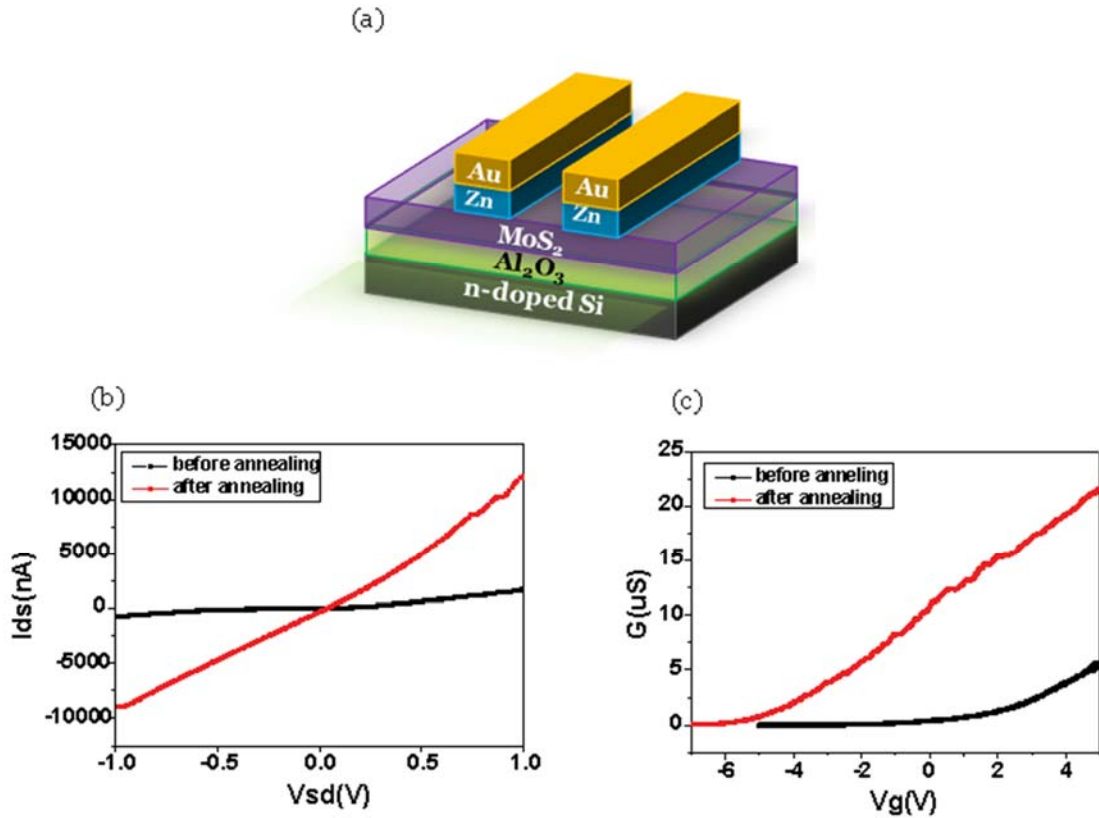 (a)
Au
Au
Zn
Zn
MoS₂
Al₂O₃
n-doped Si
(b)
before annealing
after annealing
15000
10000
5000
0
-5000
-10000
Ids(nA)
-1.0
-0.5
0.0
0.5
1.0
Vsd(V)
(c)
before anneling
after annealing
25
20
15
10
5
0
G(uS)
-6
-4
-2
0
2
4
Vg(V)